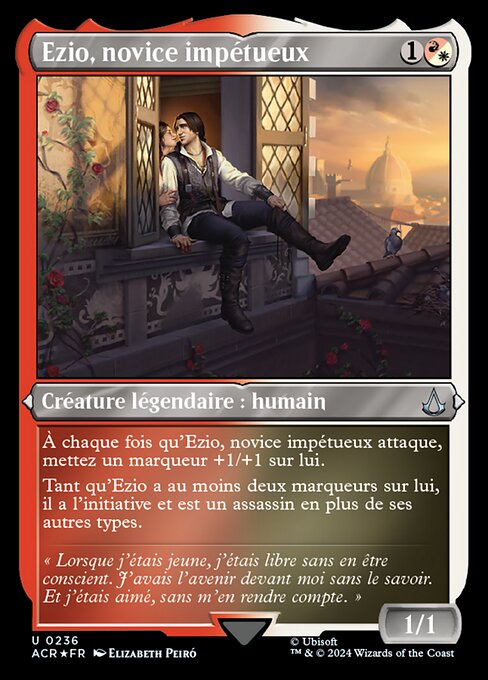 Ezio, novice impétueux
1
Créature légendaire : humain
À chaque fois qu'Ezio, novice impétueux attaque,
mettez un marqueur +1/+1 sur lui.
Tant qu'Ezio a au moins deux marqueurs sur lui,
il a l'initiative et est un assassin en plus de ses
autres types.
« Lorsque j'étais jeune, j'étais libre sans en être
conscient. J'avais l'avenir devant moi sans le savoir.
Et j'étais aimé, sans m'en rendre compte. »
1/1
U 0236
ACR★FR Elizabeth Peiró
© Ubisoft
™ & © 2024 Wizards of the Coast